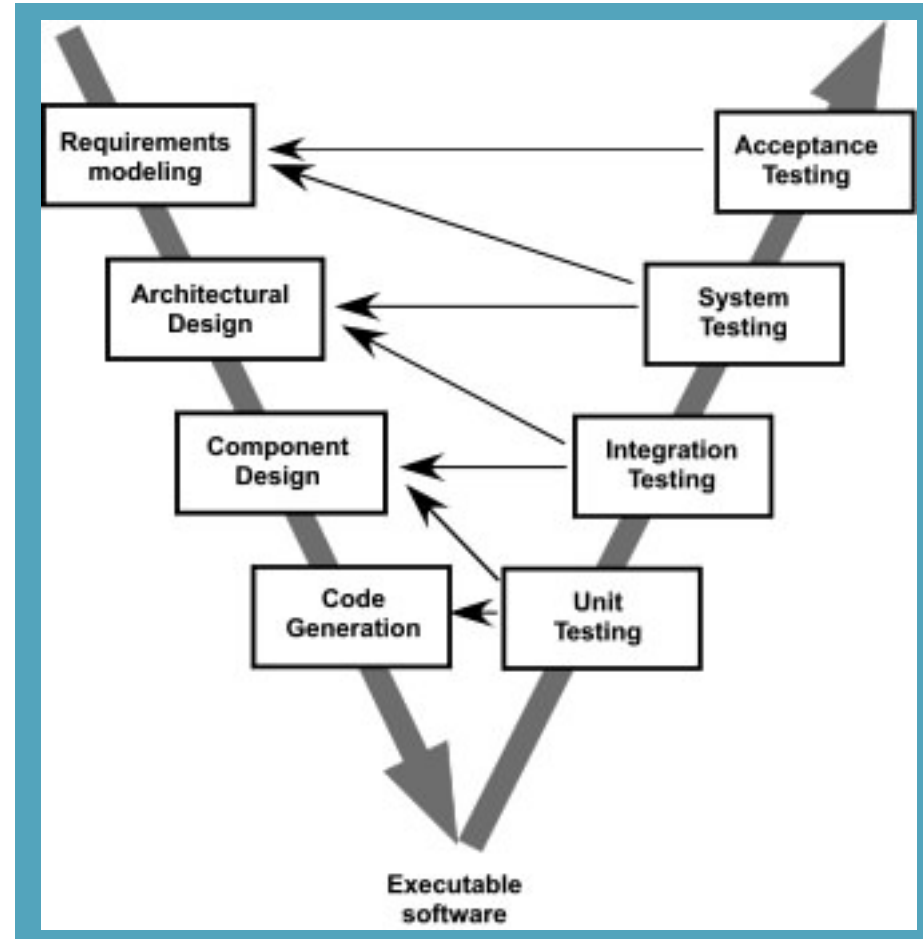 Requirements
modeling
Acceptance
Testing
Architectural
Design
System
Testing
Component
Design
Integration
Testing
Code
Generation
Unit
Testing
Executable
software